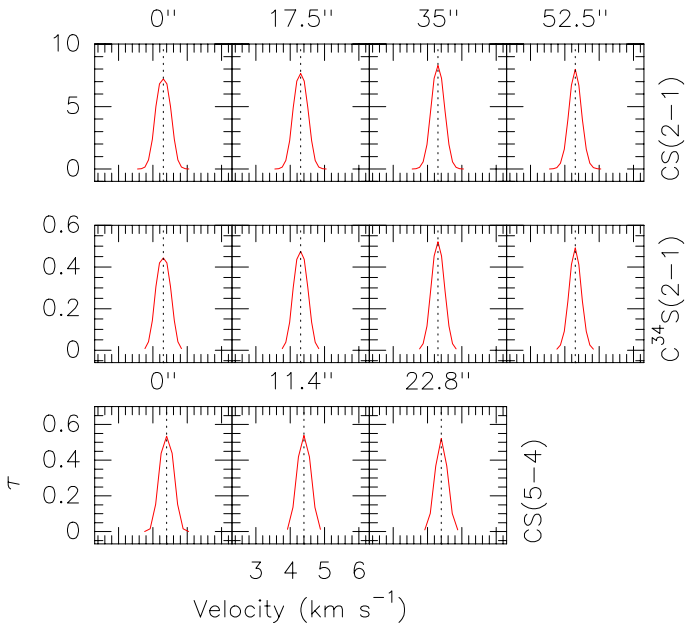 0" 17.5" 35" 52.5"
10
5
0
CS(2−1)
0.6
0.4
0.2
0
C³⁴S(2−1)
0" 11.4" 22.8"
0.6
0.4
0.2
0
τ
CS(5−4)
3 4 5 6
Velocity (km s⁻¹)